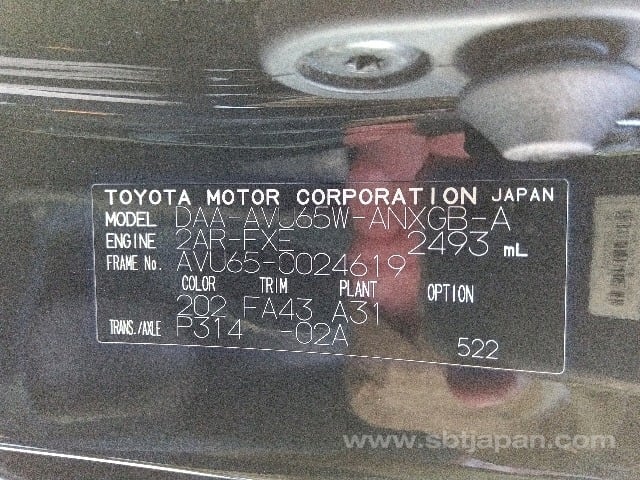 TOYOTA MOTOR CORPORATION JAPAN
MODEL DAA-AVU65W-ANXGB-A
ENGINE 2AR-FXE 2493 mL
FRAME No. AVU65-0024619
COLOR TRIM PLANT OPTION
202 FA43 A31
TRANS./AXLE P314 -02A
522
www.sbtjapan.com